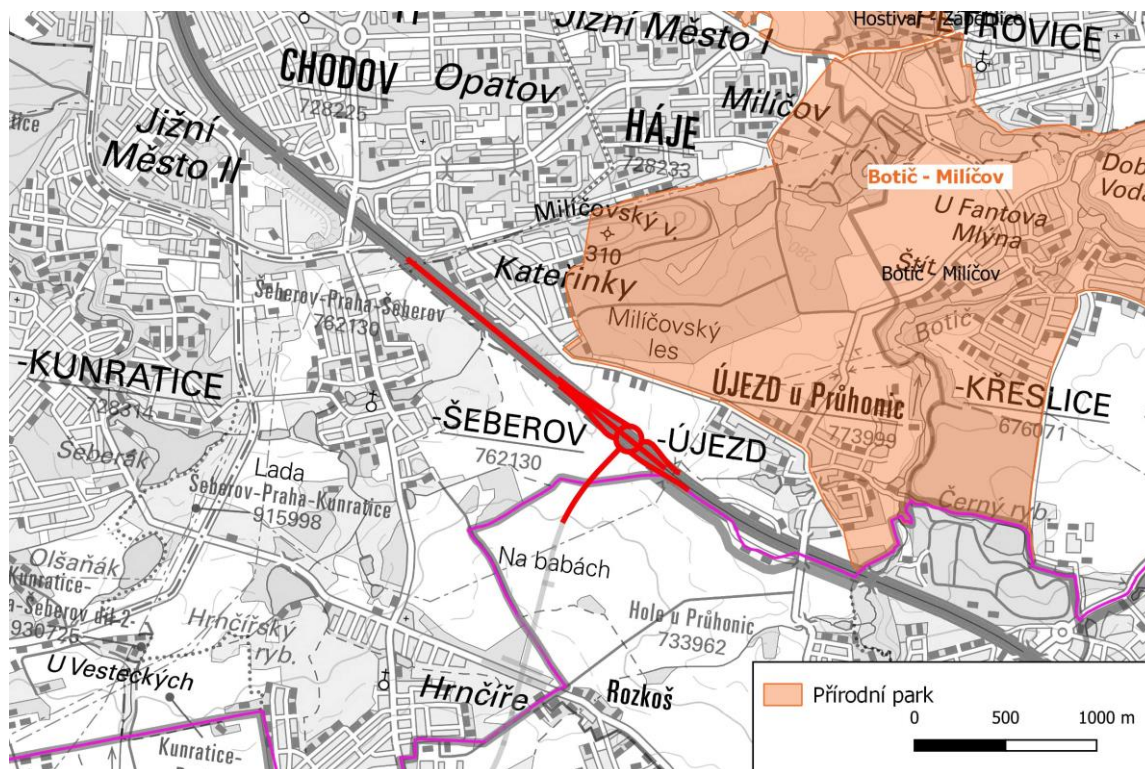 Hostivař - Záběhlice
Jižní Město I
PETROVICE
CHODOV
728225
Opatov
Milíčov
HÁJE
728233
Jižní
Město II
Botič - Milíčov
U Fantova
Mlýna
Milíčovský v.
310
Štít
Botič Milíčov
Kateřinky
Šeberov-Praha-Šeberov
762130
Milíčovský
les
Botič
-KUNRATICE
728314
ÚJEZD u Průhonic
773999
-KŘESLICE
676071
-ŠEBEROV
762130
-ÚJEZD
Šeberák
Lada
Šeberov-Praha-Kunratice
915998
Černý ryb.
Olšaňák
Kunratice-
a-Šeberov díl 2-
930725
Na babách
Hole u Průhonic
733962
Hrnčířský
ryb.
U Vesteckých
Hrnčíře
Rozkoš
Kunratice-
Přírodní park
0 500 1000 m